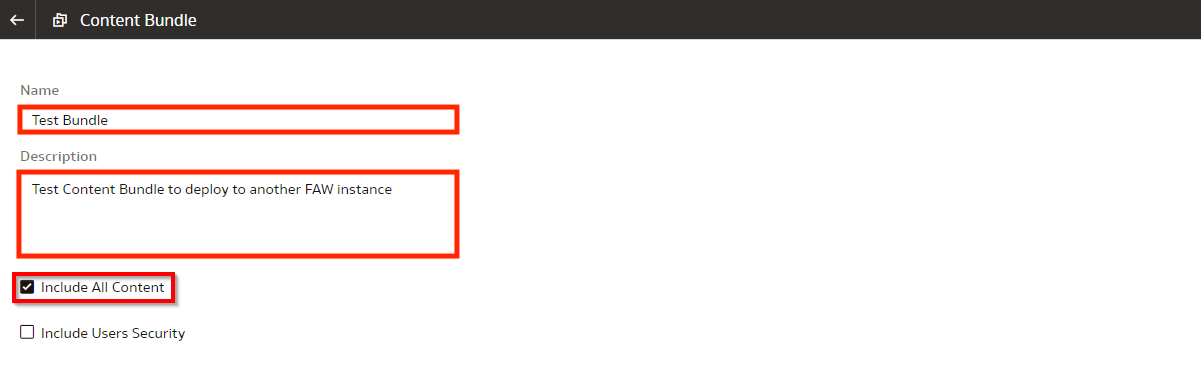 Content Bundle
Name
Test Bundle
Description
Test Content Bundle to deploy to another FAW instance
Include All Content
Include Users Security